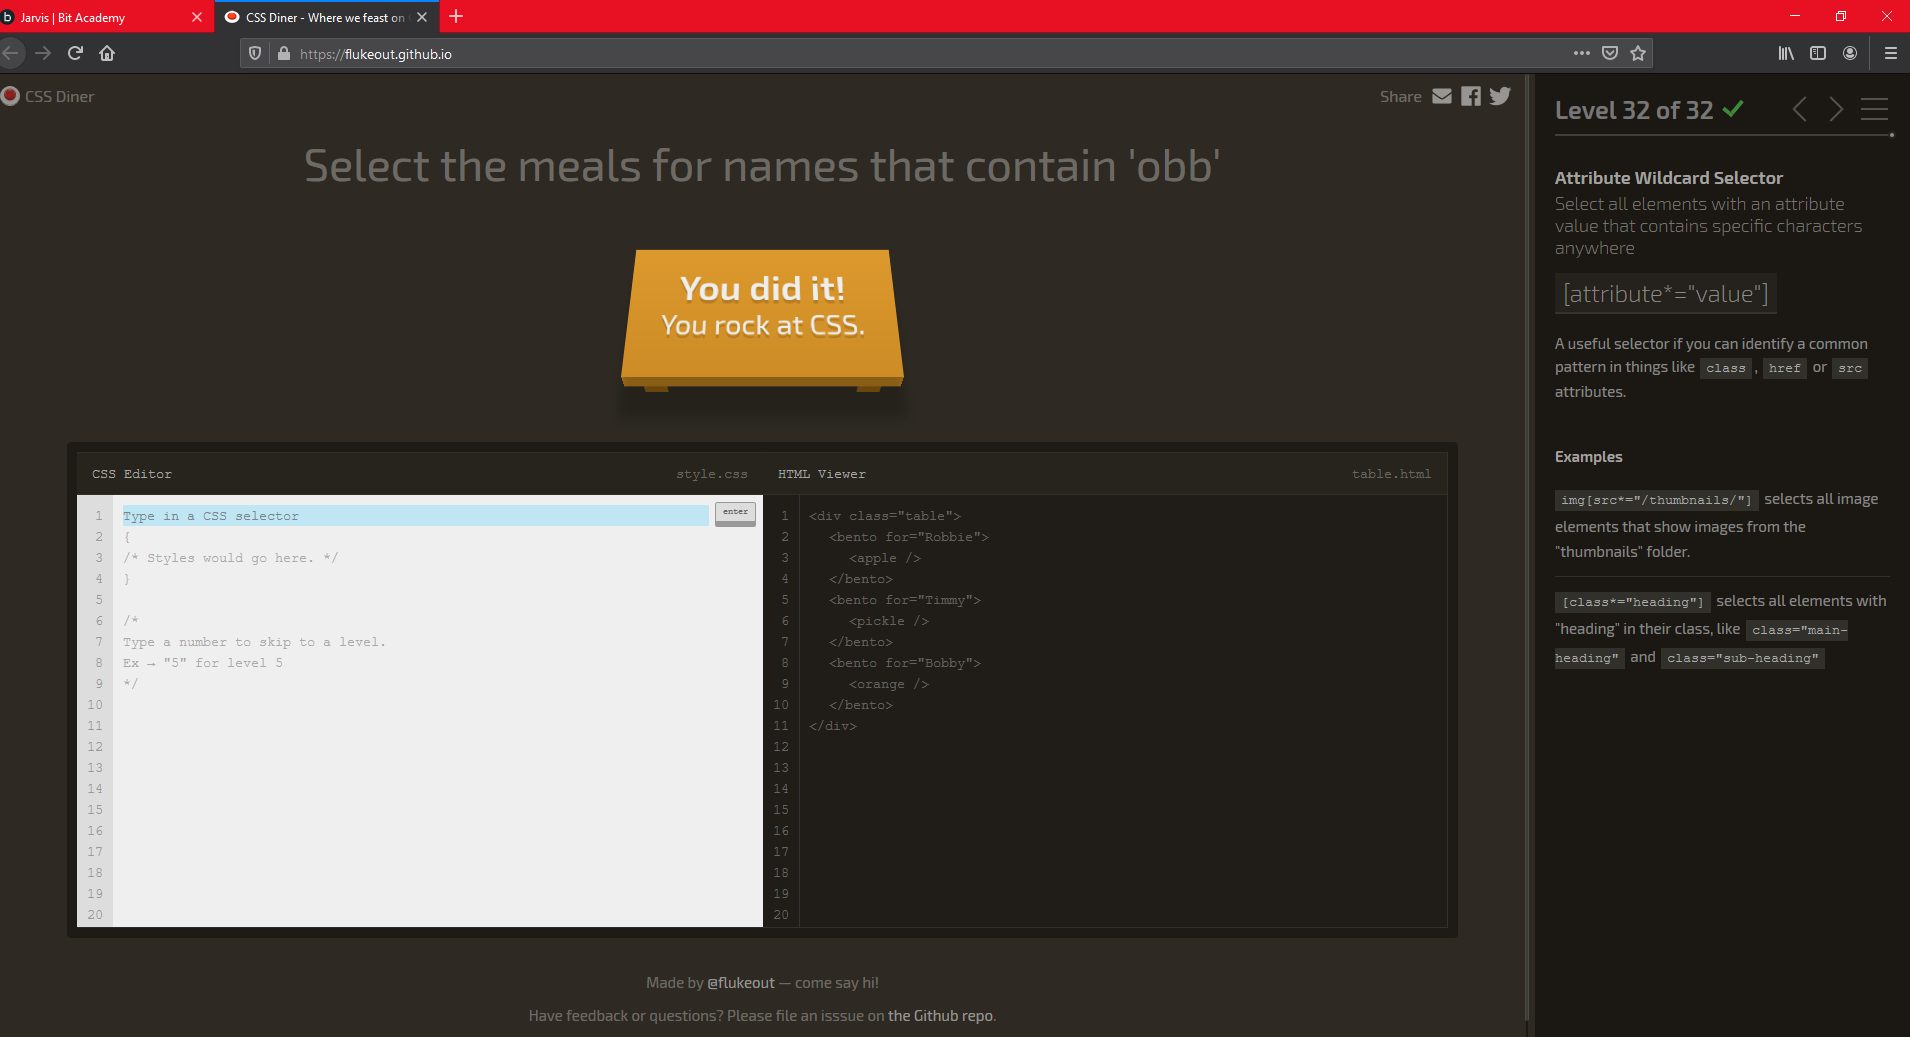 Jarvis | Bit Academy
CSS Diner - Where we feast on
https://flukeout.github.io
CSS Diner
Share
Select the meals for names that contain 'obb'
You did it!
You rock at CSS.
CSS Editor style.css
1 Type in a CSS selector enter
2 {
3 /* Styles would go here. */
4 }
5
6 /*
7 Type a number to skip to a level.
8 Ex → "5" for level 5
9 */
10
11
12
13
14
15
16
17
18
19
20
HTML Viewer table.html
1 <div class="table">
2 <bento for="Robbie">
3 <apple />
4 </bento>
5 <bento for="Timmy">
6 <pickle />
7 </bento>
8 <bento for="Bobby">
9 <orange />
10 </bento>
11 </div>
12
13
14
15
16
17
18
19
20
Made by @flukeout — come say hi!
Have feedback or questions? Please file an isssue on the Github repo.
Level 32 of 32
Attribute Wildcard Selector
Select all elements with an attribute
value that contains specific characters
anywhere
[attribute*="value"]
A useful selector if you can identify a common
pattern in things like class , href or src
attributes.
Examples
img[src*="/thumbnails/"] selects all image
elements that show images from the
"thumbnails" folder.
[class*="heading"] selects all elements with
"heading" in their class, like class="main-
heading" and class="sub-heading"